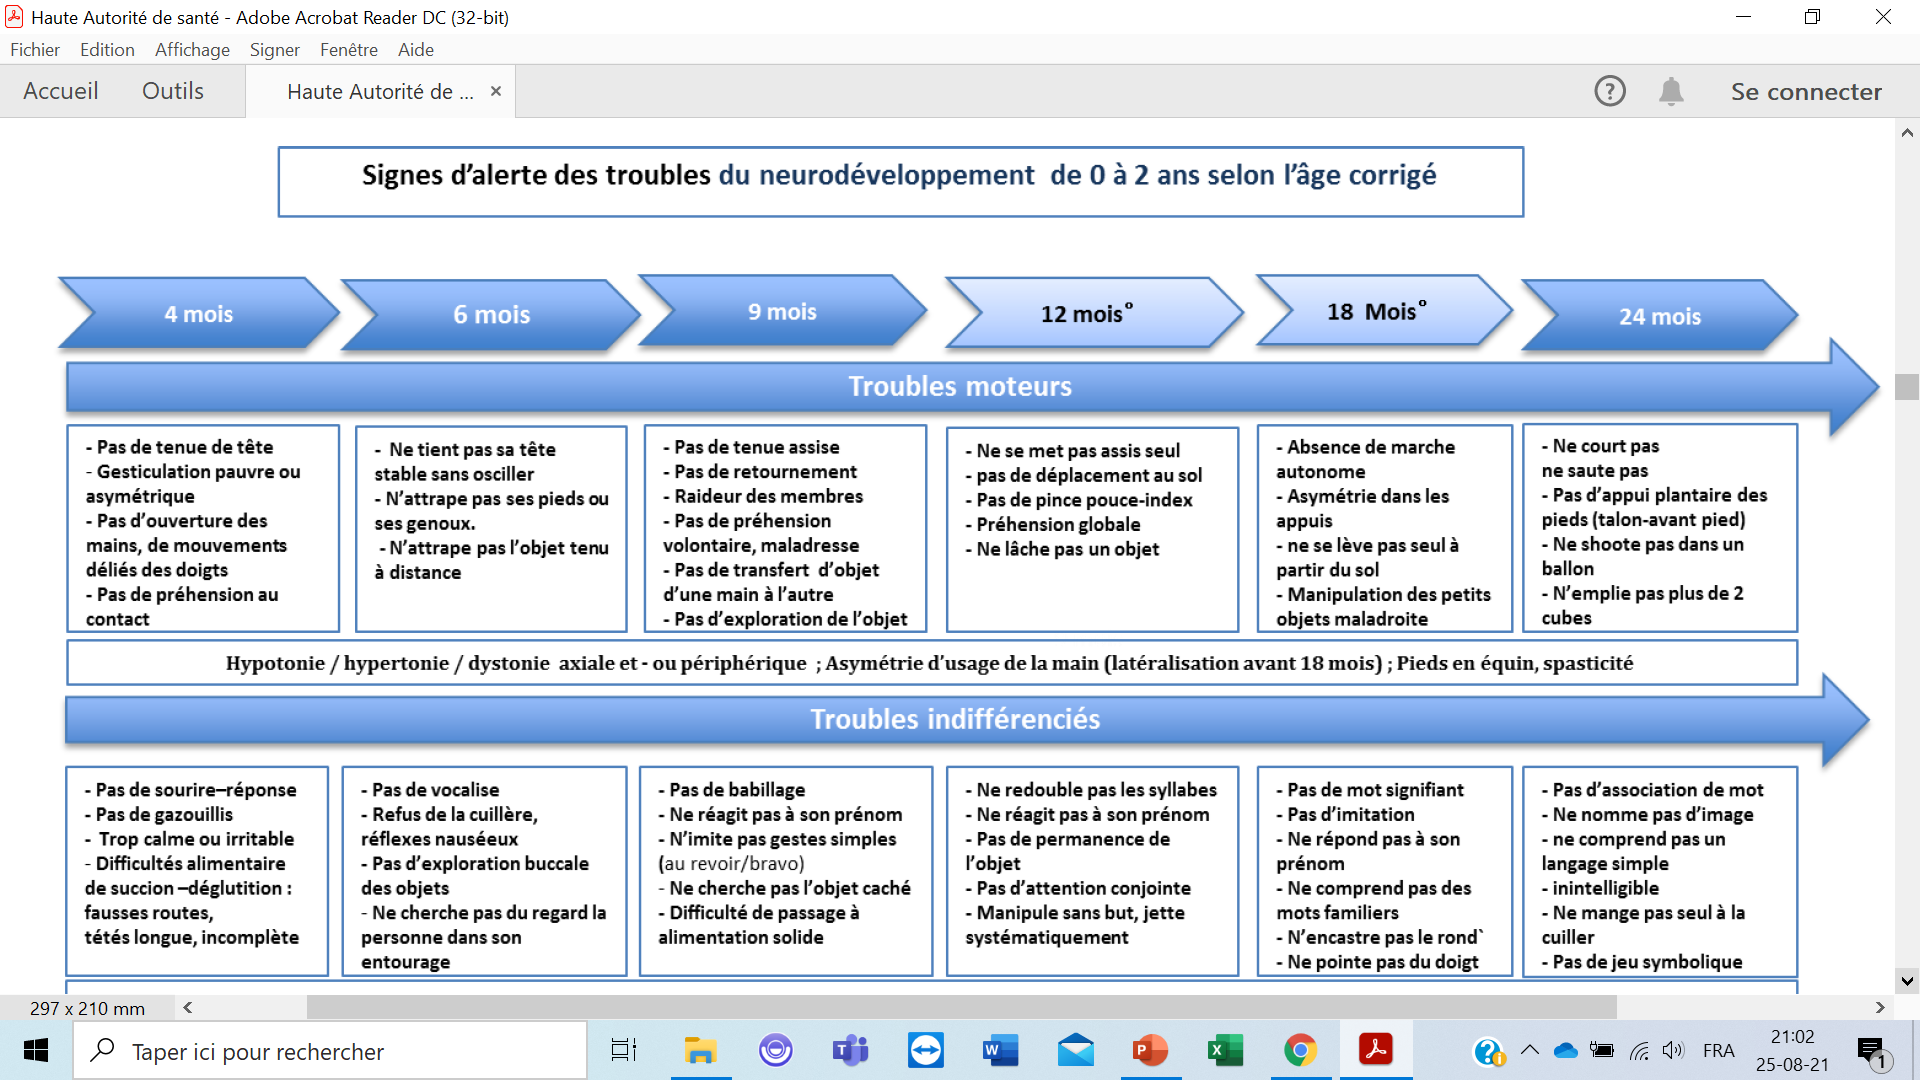 Haute Autorité de santé - Adobe Acrobat Reader DC (32-bit)
Fichier Edition Affichage Signer Fenêtre Aide
Accueil Outils Haute Autorité de ... × ? Se connecter
Signes d'alerte des troubles du neurodéveloppement de 0 à 2 ans selon l'âge corrigé
4 mois 6 mois 9 mois 12 mois° 18 Mois° 24 mois
Troubles moteurs
- Pas de tenue de tête
- Gesticulation pauvre ou
asymétrique
- Pas d'ouverture des
mains, de mouvements
déliés des doigts
- Pas de préhension au
contact
- Ne tient pas sa tête
stable sans osciller
- N'attrape pas ses pieds ou
ses genoux.
- N'attrape pas l'objet tenu
à distance
- Pas de tenue assise
- Pas de retournement
- Raideur des membres
- Pas de préhension
volontaire, maladresse
- Pas de transfert d'objet
d'une main à l'autre
- Pas d'exploration de l'objet
- Ne se met pas assis seul
- pas de déplacement au sol
- Pas de pince pouce-index
- Préhension globale
- Ne lâche pas un objet
- Absence de marche
autonome
- Asymétrie dans les
appuis
- ne se lève pas seul à
partir du sol
- Manipulation des petits
objets maladroite
- Ne court pas
ne saute pas
- Pas d'appui plantaire des
pieds (talon-avant pied)
- Ne shoote pas dans un
ballon
- N'emplie pas plus de 2
cubes
Hypotonie / hypertonie / dystonie axiale et - ou périphérique ; Asymétrie d'usage de la main (latéralisation avant 18 mois) ; Pieds en équin, spasticité
Troubles indifférenciés
- Pas de sourire–réponse
- Pas de gazouillis
- Trop calme ou irritable
- Difficultés alimentaire
de succion –déglutition :
fausses routes,
tétés longue, incomplète
- Pas de vocalise
- Refus de la cuillère,
réflexes nauséeux
- Pas d'exploration buccale
des objets
- Ne cherche pas du regard la
personne dans son
entourage
- Pas de babillage
- Ne réagit pas à son prénom
- N'imite pas gestes simples
(au revoir/bravo)
- Ne cherche pas l'objet caché
- Difficulté de passage à
alimentation solide
- Ne redouble pas les syllabes
- Ne réagit pas à son prénom
- Pas de permanence de
l'objet
- Pas d'attention conjointe
- Manipule sans but, jette
systématiquement
- Pas de mot signifiant
- Pas d'imitation
- Ne répond pas à son
prénom
- Ne comprend pas des
mots familiers
- N'encastre pas le rond`
- Ne pointe pas du doigt
- Pas d'association de mot
- Ne nomme pas d'image
- ne comprend pas un
langage simple
- inintelligible
- Ne mange pas seul à la
cuiller
- Pas de jeu symbolique
297 x 210 mm
Taper ici pour rechercher
FRA
21:02
25-08-21
1